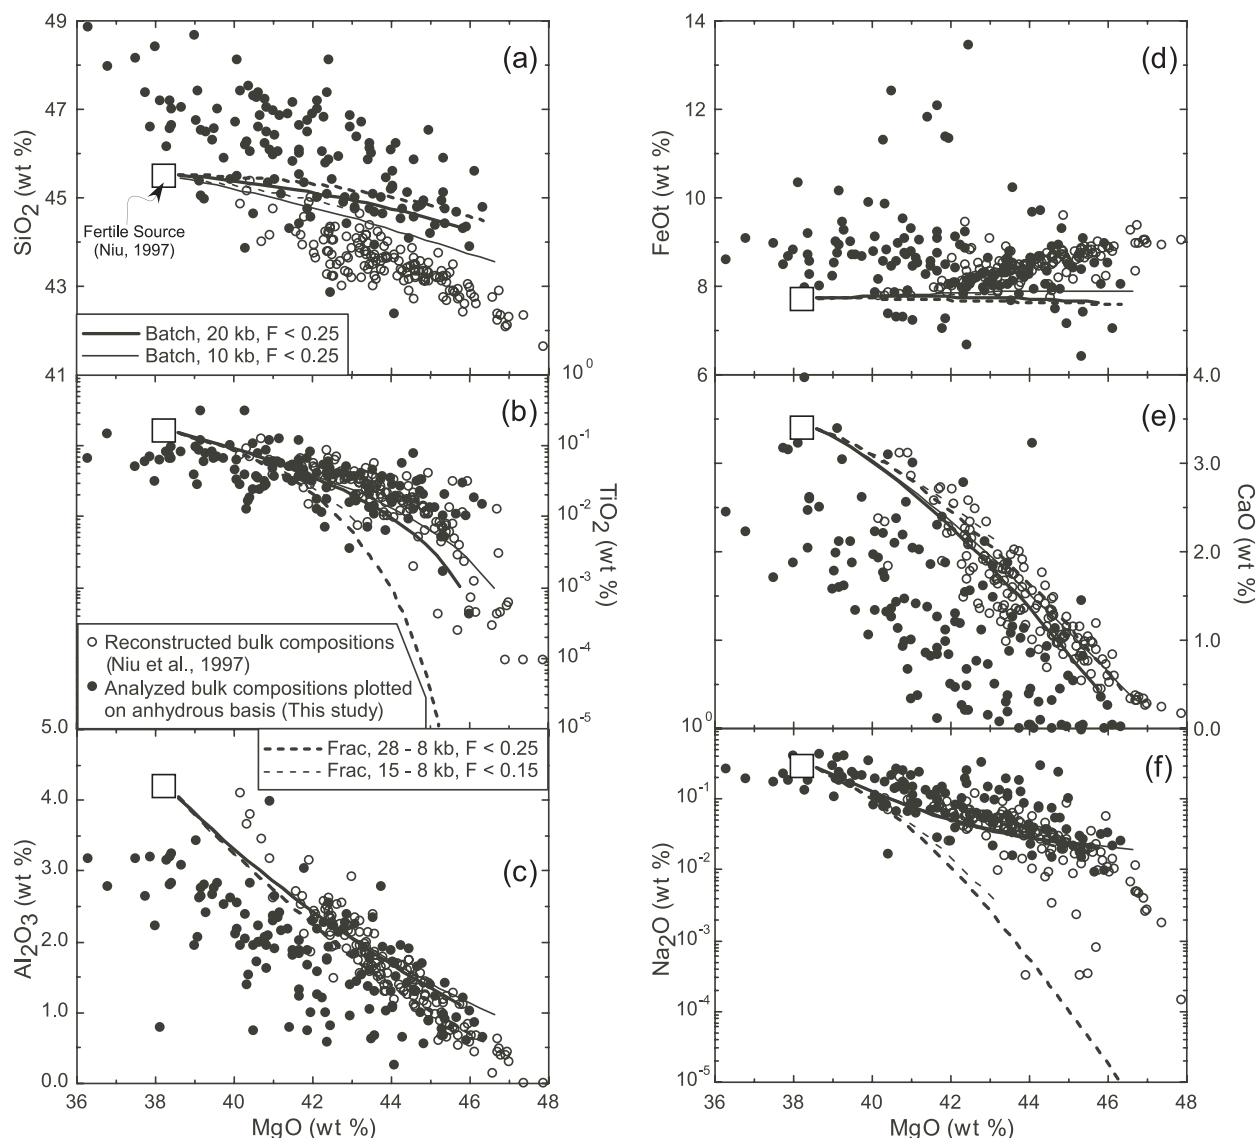 49
47
45
43
41
SiO2 (wt %)
(a)
Fertile Source
(Niu, 1997)
Batch, 20 kb, F < 0.25
Batch, 10 kb, F < 0.25
10^0
10^-1
10^-2
10^-3
10^-4
10^-5
TiO2 (wt %)
(b)
Reconstructed bulk compositions
(Niu et al., 1997)
Analyzed bulk compositions plotted
on anhydrous basis (This study)
5.0
4.0
3.0
2.0
1.0
0.0
Al2O3 (wt %)
Frac, 28 - 8 kb, F < 0.25
Frac, 15 - 8 kb, F < 0.15
(c)
36 38 40 42 44 46 48
MgO (wt %)
14
12
10
8
6
FeOt (wt %)
(d)
4.0
3.0
2.0
1.0
0.0
CaO (wt %)
(e)
10^0
10^-1
10^-2
10^-3
10^-4
10^-5
Na2O (wt %)
(f)
36 38 40 42 44 46 48
MgO (wt %)